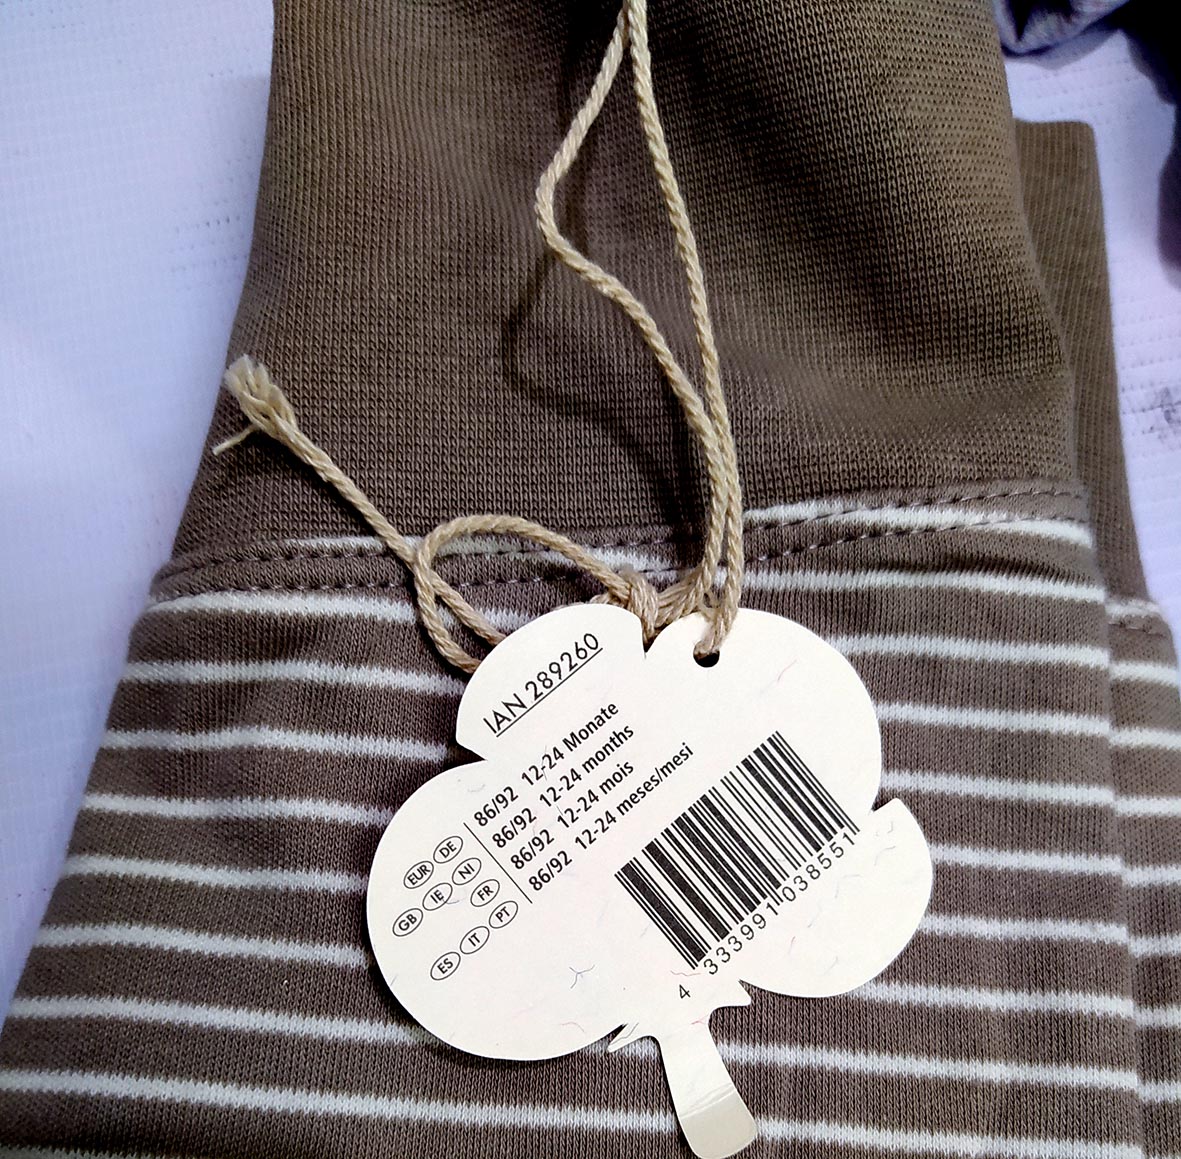 IAN 289260
EUR DE 86/92 12-24 Monate
GB IE NI 86/92 12-24 months
FR 86/92 12-24 mois
ES IT PT 86/92 12-24 meses/mesi
4 333991 038551